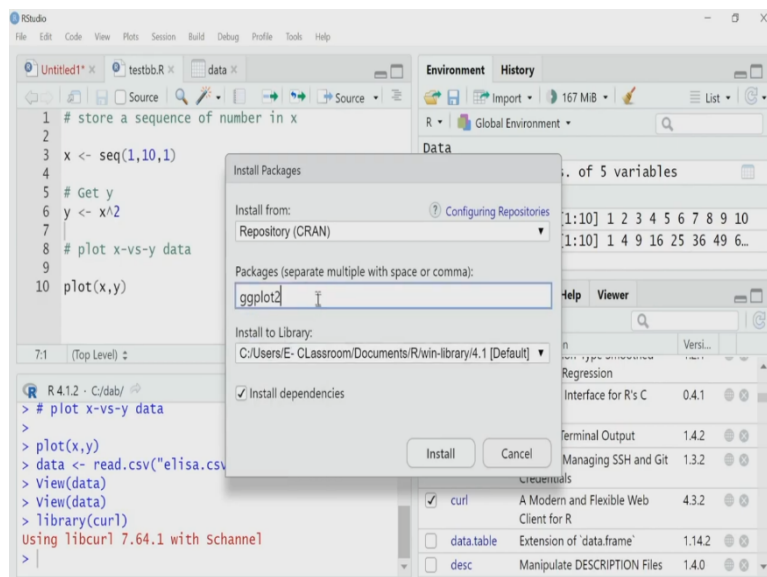 RStudio
File Edit Code View Plots Session Build Debug Profile Tools Help
Untitled1* testbb.R data
Source Source
1 # store a sequence of number in x
2
3 x <- seq(1,10,1)
4
5 # Get y
6 y <- x^2
7
8 # plot x-vs-y data
9
10 plot(x,y)
7:1 (Top Level)
R 4.1.2 · C:/dab/
> # plot x-vs-y data
>
> plot(x,y)
> data <- read.csv("elisa.csv
> View(data)
> View(data)
> library(curl)
Using libcurl 7.64.1 with Schannel
>
Install Packages
Install from: ? Configuring Repositories
Repository (CRAN)
Packages (separate multiple with space or comma):
ggplot2
Install to Library:
C:/Users/E- CLassroom/Documents/R/win-library/4.1 [Default]
Install dependencies
Install Cancel
Environment History
Import 167 MiB List
R Global Environment
Data
. of 5 variables
[1:10] 1 2 3 4 5 6 7 8 9 10
[1:10] 1 4 9 16 25 36 49 6...
Help Viewer
Versi...
Regression
Interface for R's C 0.4.1
Terminal Output 1.4.2
Managing SSH and Git 1.3.2
Credentials
curl A Modern and Flexible Web 4.3.2
Client for R
data.table Extension of `data.frame` 1.14.2
desc Manipulate DESCRIPTION Files 1.4.0